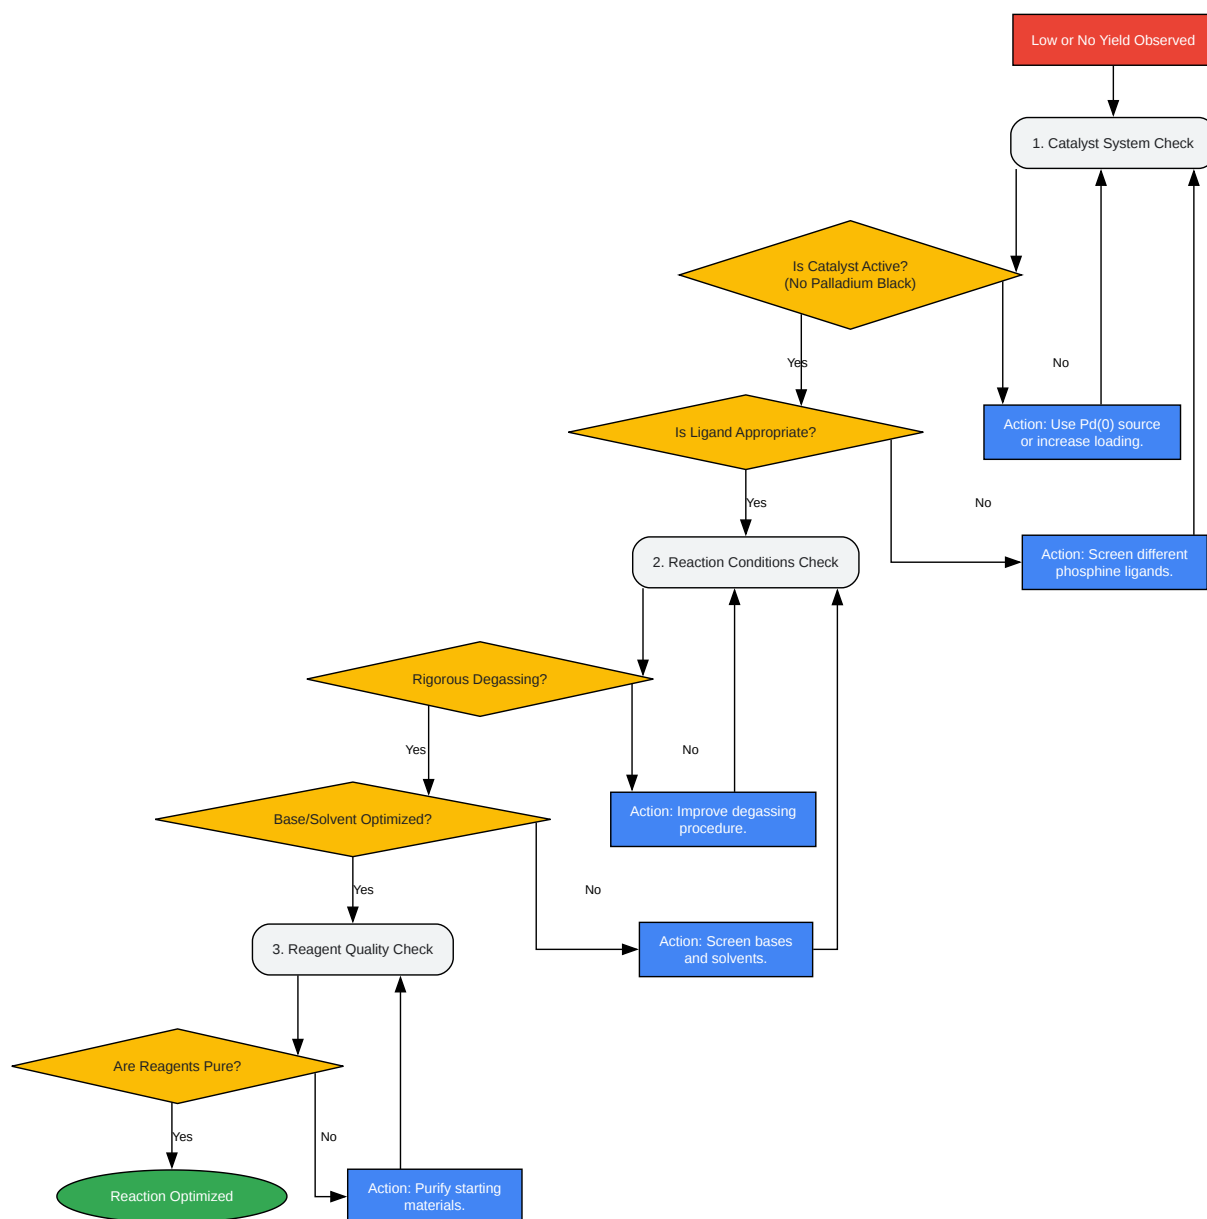 Low or No Yield Observed
1. Catalyst System Check
Is Catalyst Active?
(No Palladium Black)
Yes
No
Action: Use Pd(0) source
or increase loading.
Is Ligand Appropriate?
Yes
No
Action: Screen different
phosphine ligands.
2. Reaction Conditions Check
Rigorous Degassing?
Yes
No
Action: Improve degassing
procedure.
Base/Solvent Optimized?
Yes
No
Action: Screen bases
and solvents.
3. Reagent Quality Check
Are Reagents Pure?
Yes
No
Action: Purify starting
materials.
Reaction Optimized